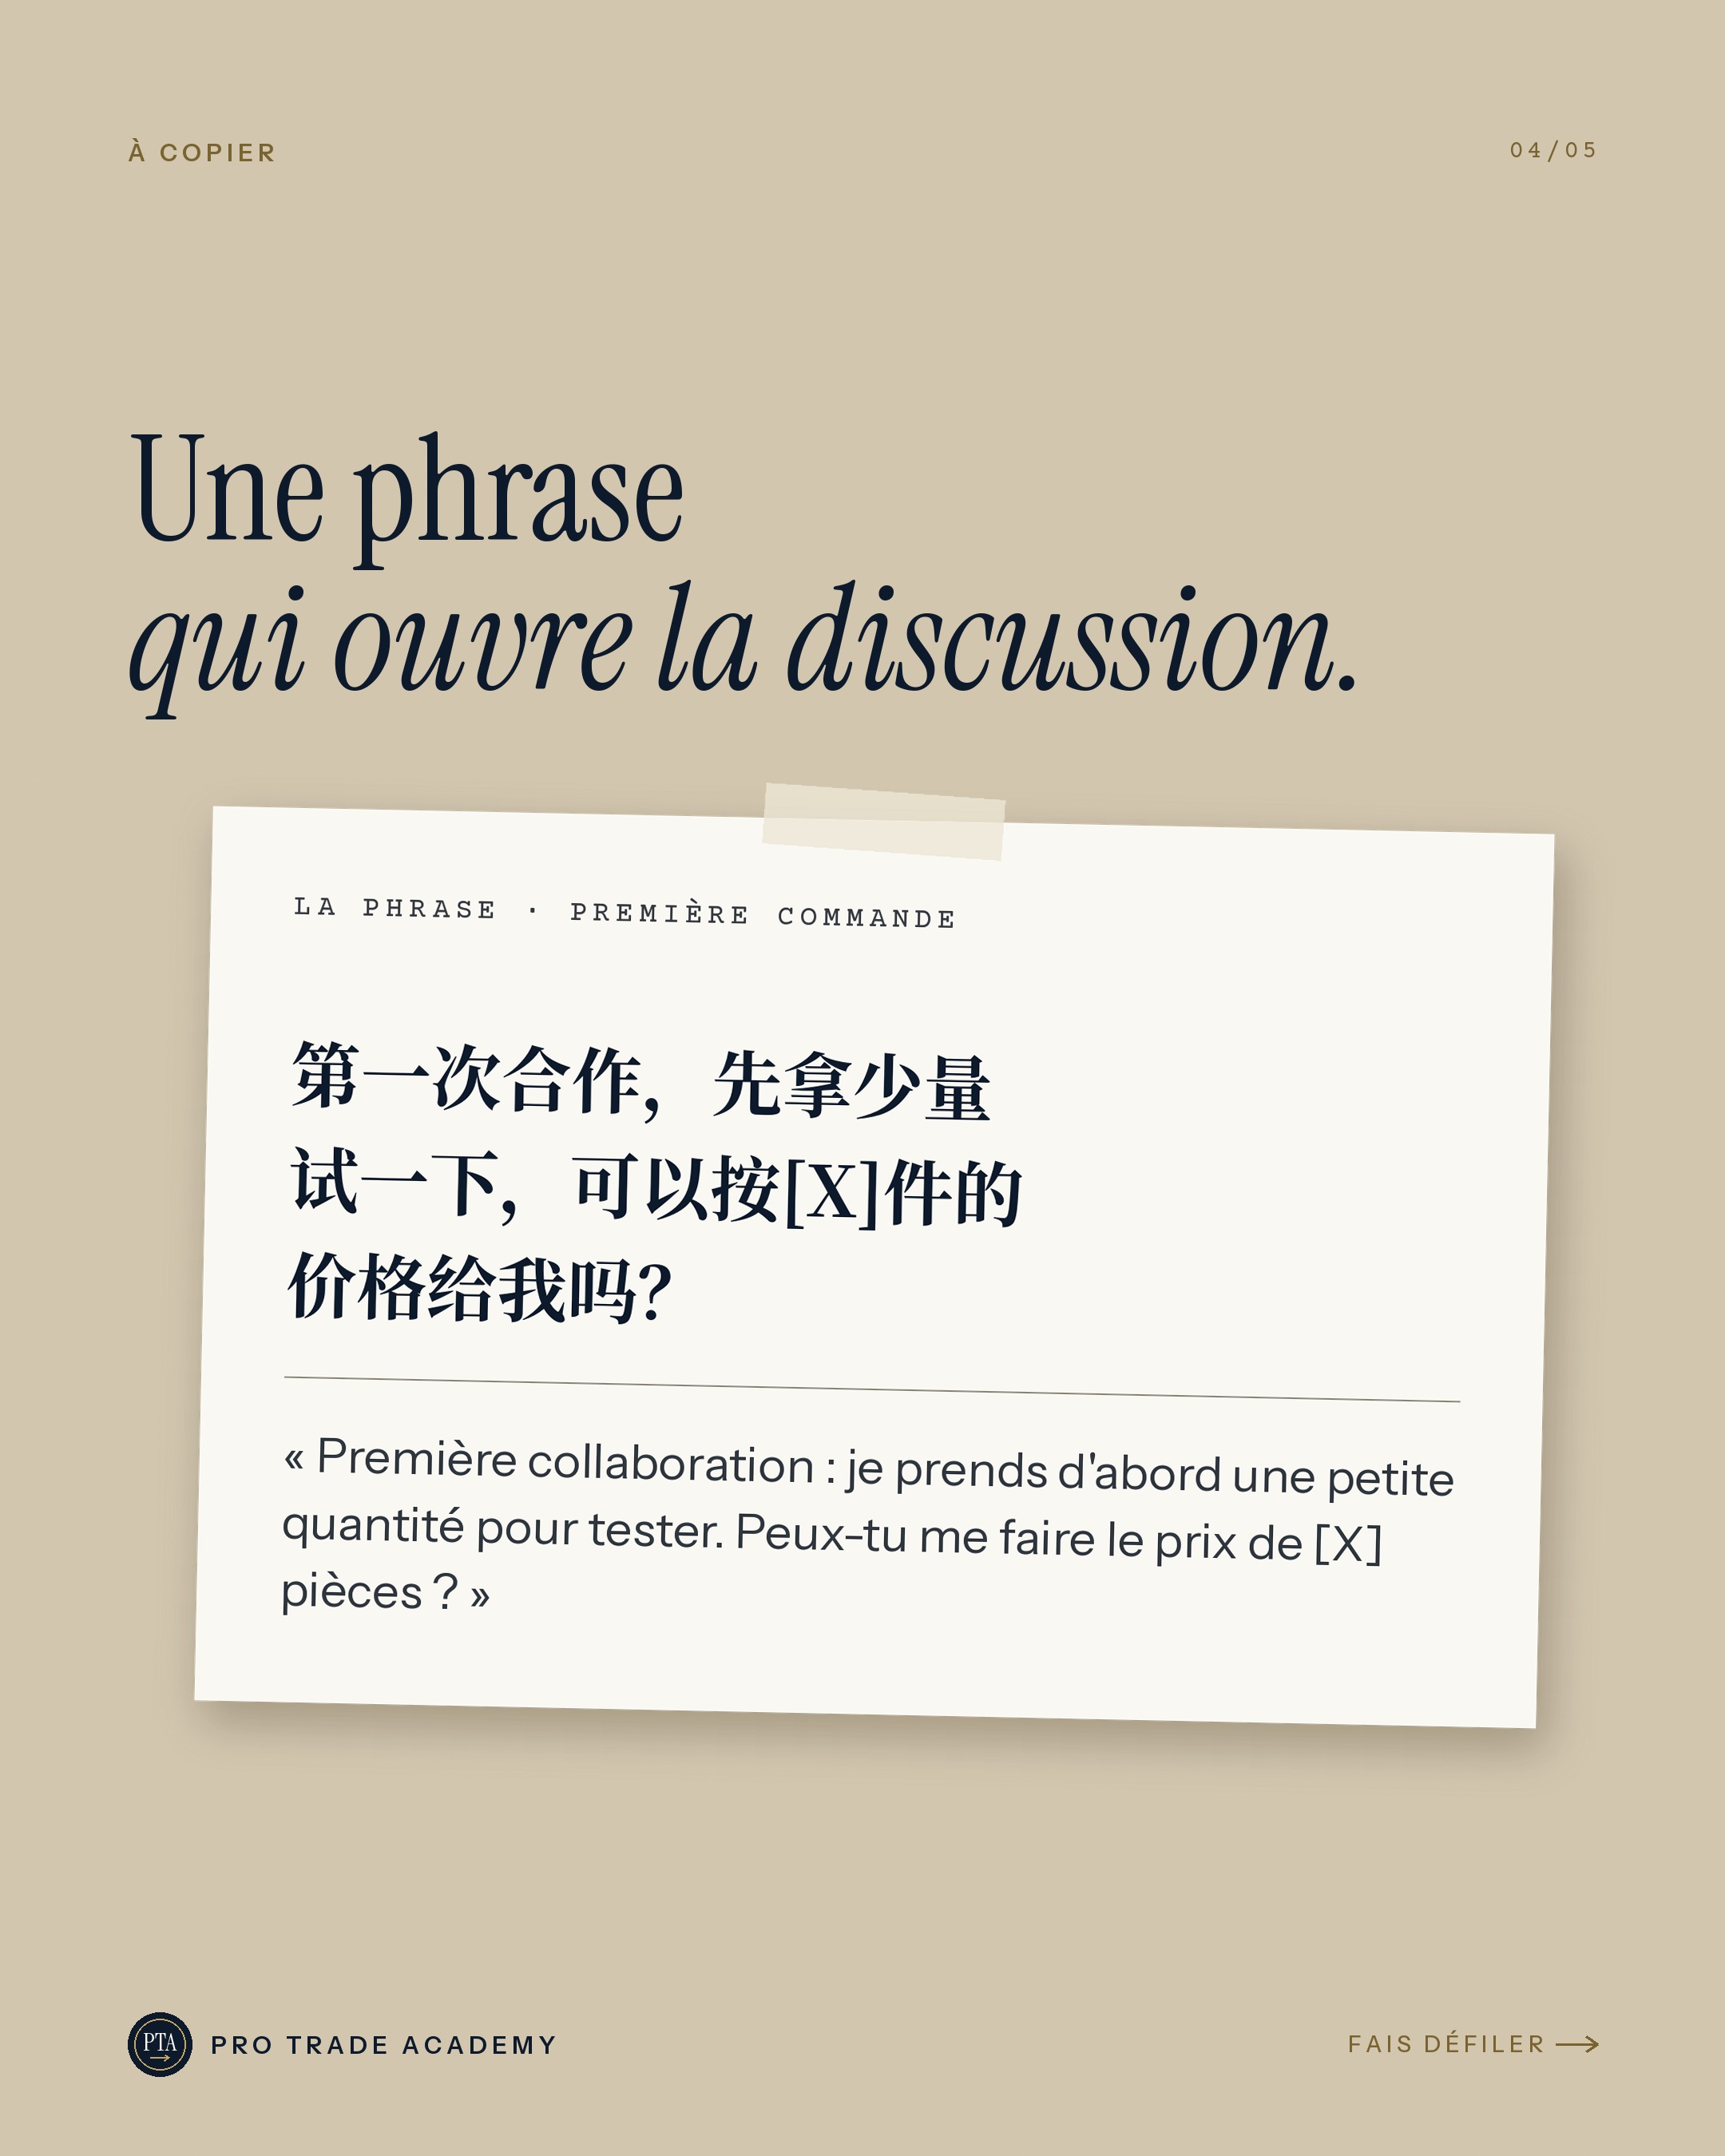 À COPIER
04/05
Une phrase
qui ouvre la discussion.
LA PHRASE · PREMIÈRE COMMANDE
第一次合作，先拿少量
试一下，可以按[X]件的
价格给我吗?
« Première collaboration : je prends d'abord une petite
quantité pour tester. Peux-tu me faire le prix de [X]
pièces ? »
PTA
PRO TRADE ACADEMY
FAIS DÉFILER →